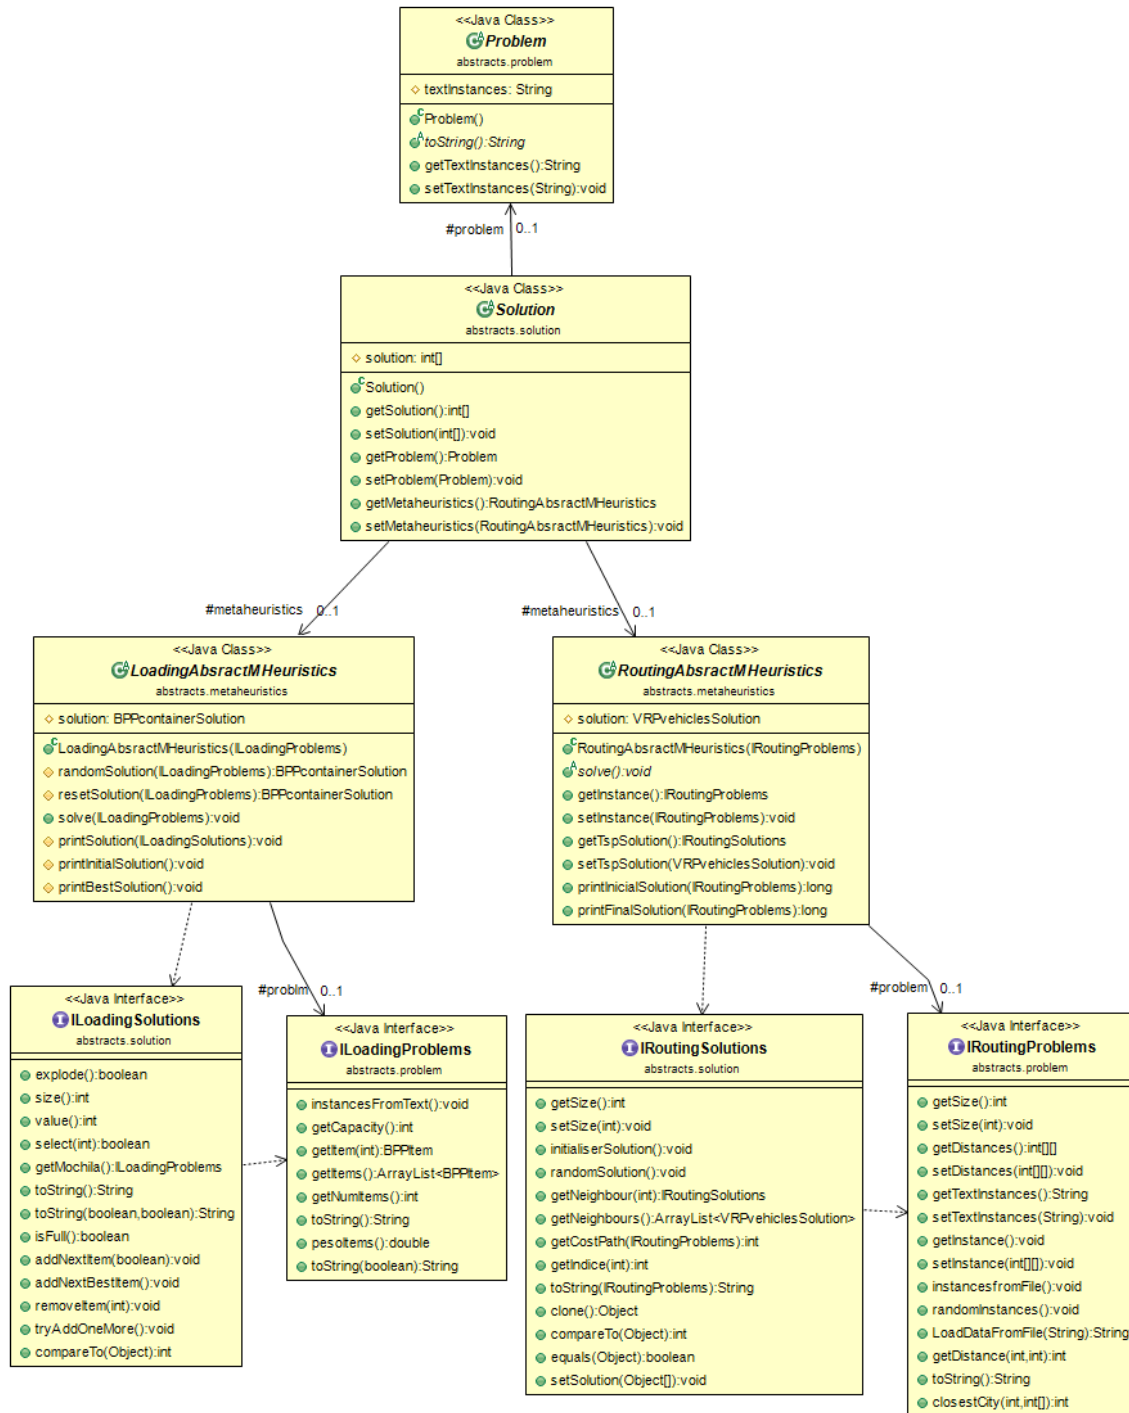 <<Java Class>>
Problem
abstracts.problem
textInstances: String
Problem()
toString():String
getTextInstances():String
setTextInstances(String):void
#problem 0..1
<<Java Class>>
Solution
abstracts.solution
solution: int[]
Solution()
getSolution():int[]
setSolution(int[]):void
getProblem():Problem
setProblem(Problem):void
getMetaheuristics():RoutingAbsractMHeuristics
setMetaheuristics(RoutingAbsractMHeuristics):void
#metaheuristics 0..1
#metaheuristics 0..1
<<Java Class>>
LoadingAbsractMHeuristics
abstracts.metaheuristics
solution: BPPcontainerSolution
LoadingAbsractMHeuristics(ILoadingProblems)
randomSolution(ILoadingProblems):BPPcontainerSolution
resetSolution(ILoadingProblems):BPPcontainerSolution
solve(ILoadingProblems):void
printSolution(ILoadingSolutions):void
printInitialSolution():void
printBestSolution():void
<<Java Class>>
RoutingAbsractMHeuristics
abstracts.metaheuristics
solution: VRPvehiclesSolution
RoutingAbsractMHeuristics(IRoutingProblems)
solve():void
getInstance():IRoutingProblems
setInstance(IRoutingProblems):void
getTspSolution():IRoutingSolutions
setTspSolution(VRPvehiclesSolution):void
printInicialSolution(IRoutingProblems):long
printFinalSolution(IRoutingProblems):long
#problm 0..1
#problem 0..1
<<Java Interface>>
ILoadingSolutions
abstracts.solution
explode():boolean
size():int
value():int
select(int):boolean
getMochila():ILoadingProblems
toString():String
toString(boolean,boolean):String
isFull():boolean
addNextItem(boolean):void
addNextBestItem():void
removeItem(int):void
tryAddOneMore():void
compareTo(Object):int
<<Java Interface>>
ILoadingProblems
abstracts.problem
instancesFromText():void
getCapacity():int
getItem(int):BPPItem
getItems():ArrayList<BPPItem>
getNumItems():int
toString():String
pesoItems():double
toString(boolean):String
<<Java Interface>>
IRoutingSolutions
abstracts.solution
getSize():int
setSize(int):void
initialiserSolution():void
randomSolution():void
getNeighbour(int):IRoutingSolutions
getNeighbours():ArrayList<VRPvehiclesSolution>
getCostPath(IRoutingProblems):int
getIndice(int):int
toString(IRoutingProblems):String
clone():Object
compareTo(Object):int
equals(Object):boolean
setSolution(Object[]):void
<<Java Interface>>
IRoutingProblems
abstracts.problem
getSize():int
setSize(int):void
getDistances():int[][]
setDistances(int[][]):void
getTextInstances():String
setTextInstances(String):void
getInstance():void
setInstance(int[][]):void
instancesfromFile():void
randomInstances():void
LoadDataFromFile(String):String
getDistance(int,int):int
toString():String
closestCity(int,int[]):int